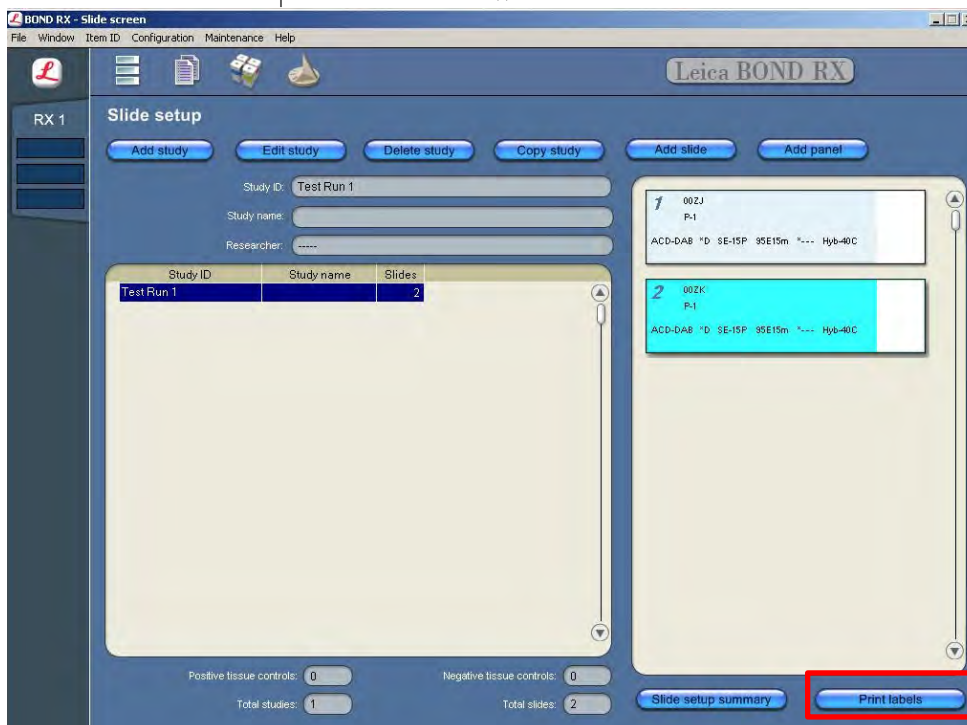 BOND RX - Slide screen
File Window Item ID Configuration Maintenance Help
Leica BOND RX
RX 1
Slide setup
Add study Edit study Delete study Copy study Add slide Add panel
Study ID: Test Run 1
Study name:
Researcher: -----
Study ID Study name Slides
Test Run 1 2
1 00ZJ
P-1
ACD-DAB *D SE-15P 95E15m *--- Hyb-40C
2 00ZK
P-1
ACD-DAB *D SE-15P 95E15m *--- Hyb-40C
Positive tissue controls: 0 Negative tissue controls: 0
Total studies: 1 Total slides: 2
Slide setup summary Print labels